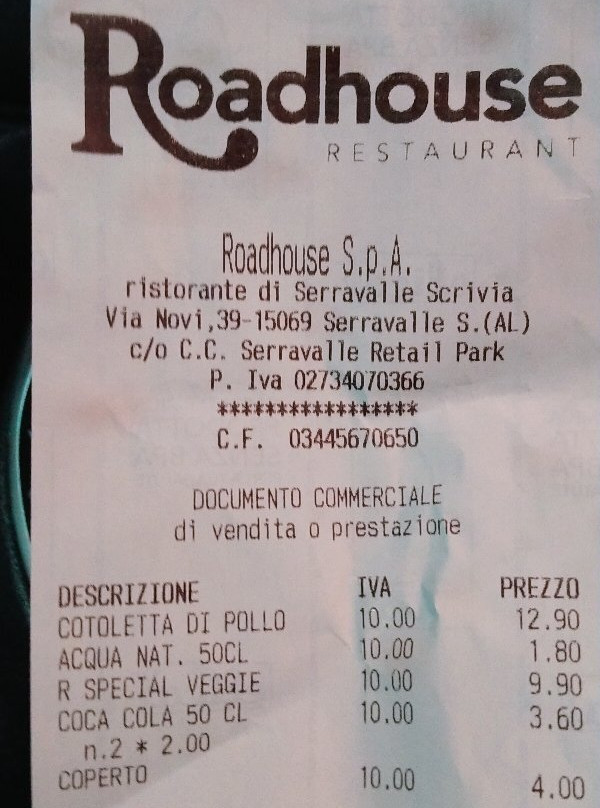 Roadhouse
RESTAURANT
Roadhouse S.p.A.
ristorante di Serravalle Scrivia
Via Novi,39-15069 Serravalle S.(AL)
c/o C.C. Serravalle Retail Park
P. Iva 02734070366
*****************
C.F. 03445670650
DOCUMENTO COMMERCIALE
di vendita o prestazione
DESCRIZIONE IVA PREZZO
COTOLETTA DI POLLO 10.00 12.90
ACQUA NAT. 50CL 10.00 1.80
R SPECIAL VEGGIE 10.00 9.90
COCA COLA 50 CL 10.00 3.60
n.2 * 2.00
COPERTO 10.00 4.00